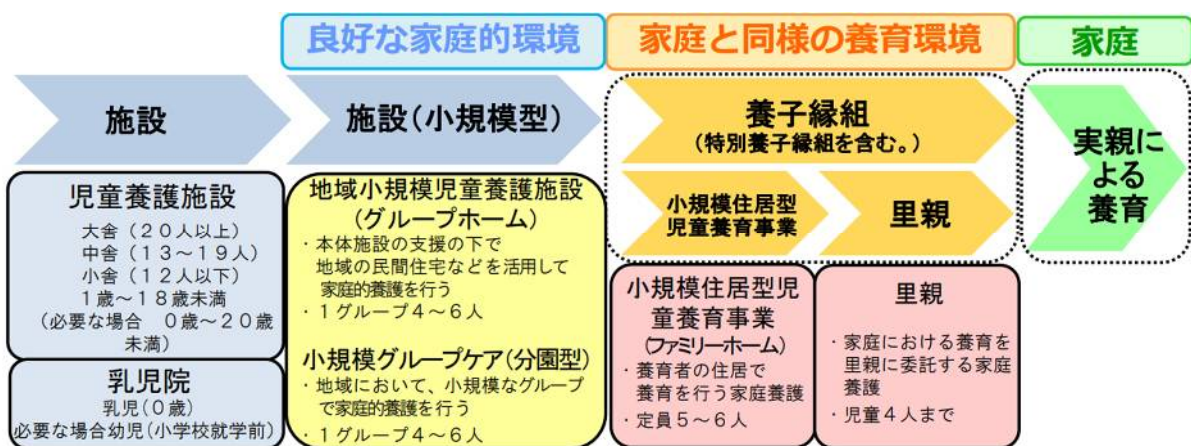 良好な家庭的環境
家庭と同様の養育環境
家庭
施設
施設(小規模型)
養子縁組
(特別養子縁組を含む。)
小規模住居型
児童養育事業
里親
実親に
よる
養育
児童養護施設
大舎(20人以上)
中舎(13~19人)
小舎(12人以下)
1歳~18歳未満
(必要な場合 0歳~20歳
未満)
乳児院
乳児(0歳)
必要な場合幼児(小学校就学前)
地域小規模児童養護施設
(グループホーム)
・本体施設の支援の下で
地域の民間住宅などを活用して
家庭的養護を行う
・1グループ4~6人
小規模グループケア(分園型)
・地域において、小規模なグループ
で家庭的養護を行う
・1グループ4~6人
小規模住居型児
童養育事業
(ファミリーホーム)
・養育者の住居で
養育を行う家庭養護
・定員5~6人
里親
・家庭における養育を
里親に委託する家庭
養護
・児童4人まで